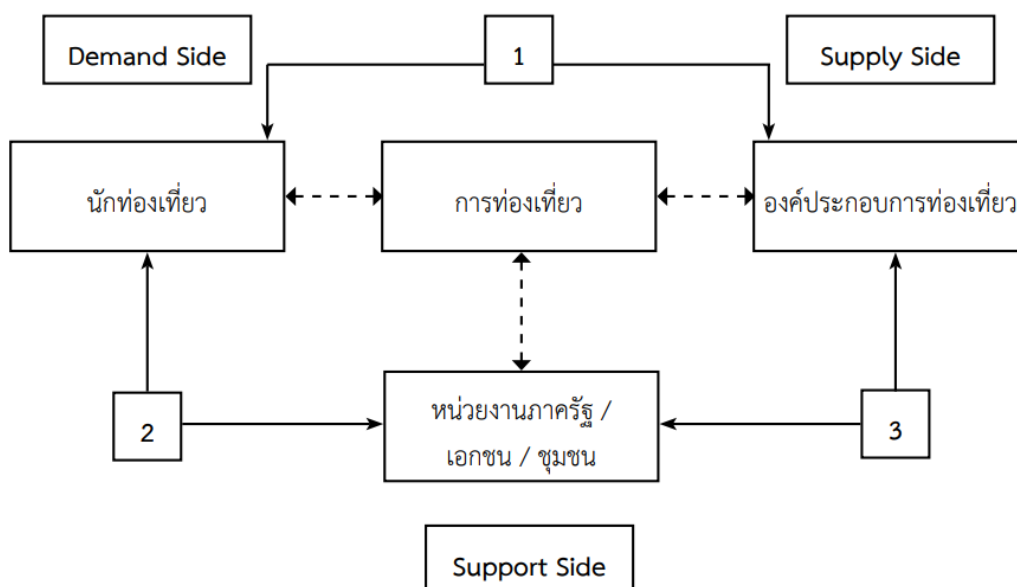 Demand Side
1
Supply Side
นักท่องเที่ยว
การท่องเที่ยว
องค์ประกอบการท่องเที่ยว
2
หน่วยงานภาครัฐ /
เอกชน / ชุมชน
3
Support Side